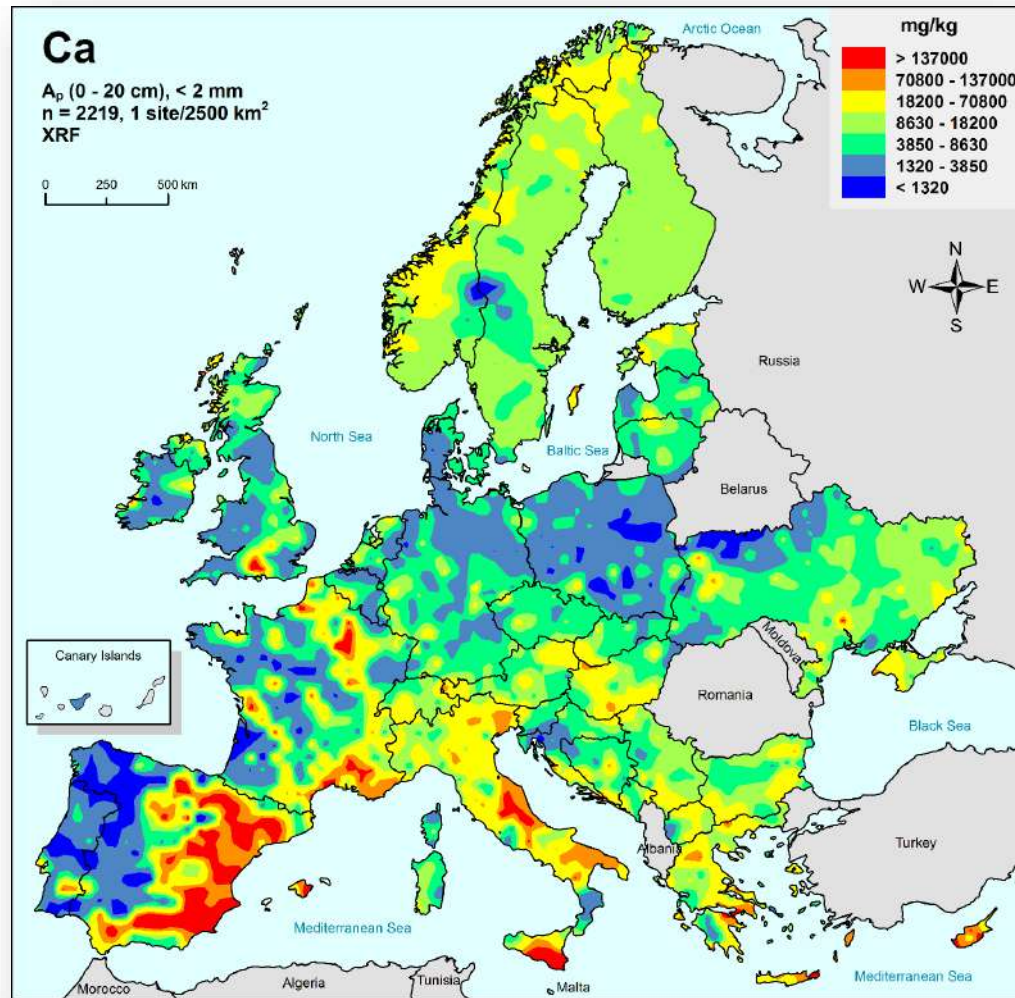 Ca
Aₚ (0 - 20 cm), < 2 mm
n = 2219, 1 site/2500 km²
XRF
0 250 500 km
Arctic Ocean
mg/kg
> 137000
70800 - 137000
18200 - 70800
8630 - 18200
3850 - 8630
1320 - 3850
< 1320
N
W E
S
Russia
North Sea
Baltic Sea
Belarus
Canary Islands
Moldova
Romania
Black Sea
Turkey
Albania
Mediterranean Sea
Mediterranean Sea
Morocco
Algeria
Tunisia
Malta